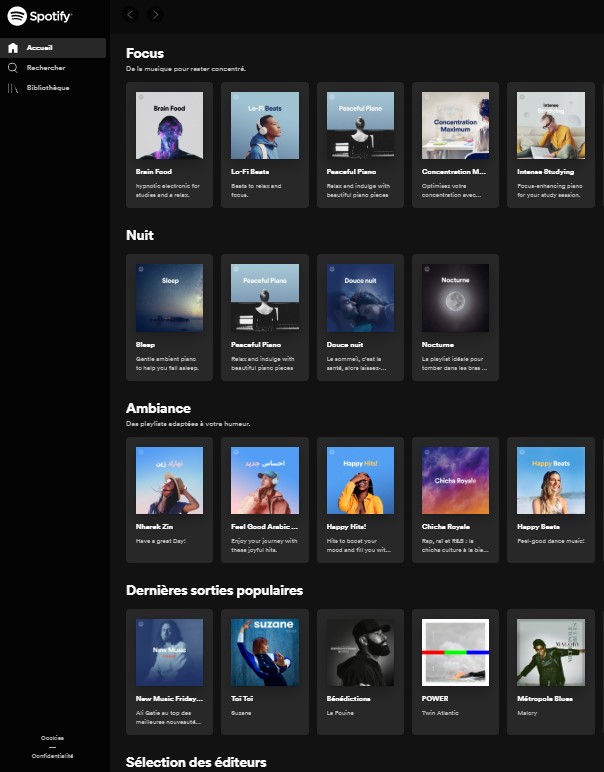 Spotify
Accueil
Rechercher
Bibliothèque
Focus
De la musique pour rester concentré.
Brain Food
Lo-Fi Beats
Peaceful Piano
Concentration
Maximum
Intense
Studying
Brain Food
Lo-Fi Beats
Peaceful Piano
Concentration M...
Intense Studying
hypnotic electronic for
studies and a relax.
Beats to relax and
focus.
Relax and indulge with
beautiful piano pieces
Optimisez votre
concentration avec...
Focus-enhancing piano
for your study session.
Nuit
Sleep
Peaceful Piano
Douce nuit
Nocturne
Sleep
Peaceful Piano
Douce nuit
Nocturne
Gentle ambient piano
to help you fall asleep.
Relax and indulge with
beautiful piano pieces
Le sommeil, c'est la
santé, alors laissez-...
La playlist idéale pour
tomber dans les bras ...
Ambiance
Des playlists adaptées à votre humeur.
نهارك زين
احساس جديد
Happy Hits!
Chicha Royale
Happy Beats
Nharek Zin
Feel Good Arabic ...
Happy Hits!
Chicha Royale
Happy Beats
Have a great Day!
Enjoy your journey with
these joyful hits.
Hits to boost your
mood and fill you wit...
Rap, raï et R&B : la
chicha culture à la bie...
Feel-good dance music!
Dernières sorties populaires
New Music
suzane
MALORY
New Music Friday...
Toï Toï
Bénédictions
POWER
Métropole Blues
Ali Gatie au top des
meilleures nouveauté...
Suzane
La Fouine
Twin Atlantic
Malory
Cookies
Confidentialité
Sélection des éditeurs